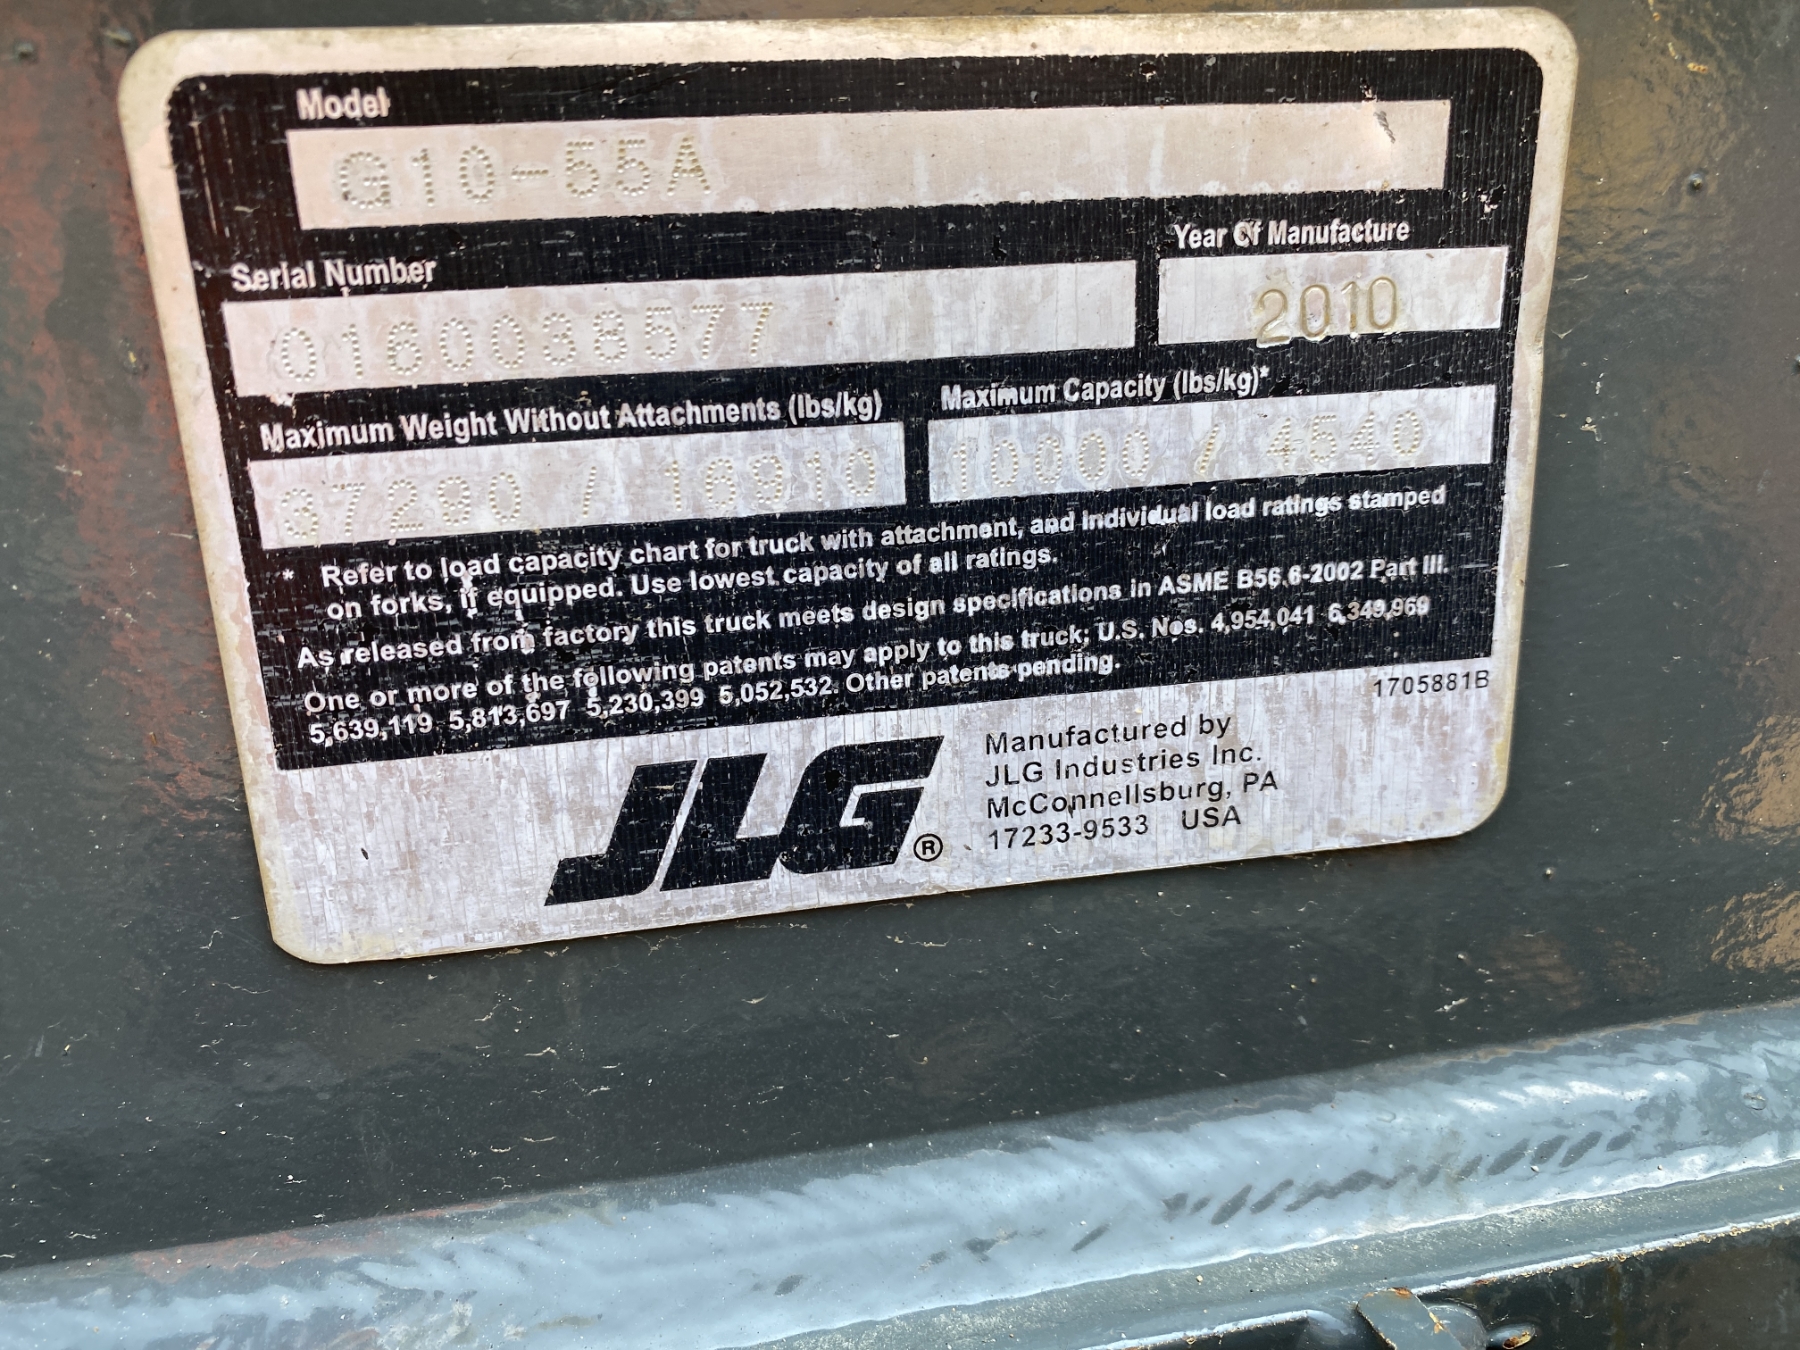 Model
G10-55A
Serial Number
0160038577
Year Of Manufacture
2010
Maximum Weight Without Attachments (lbs/kg)
37290 / 16910
Maximum Capacity (lbs/kg)*
10000 / 4540
* Refer to load capacity chart for truck with attachment, and individual load ratings stamped
on forks, if equipped. Use lowest capacity of all ratings.
As released from factory this truck meets design specifications in ASME B56.6-2002 Part III.
One or more of the following patents may apply to this truck; U.S. Nos. 4,954,041 6,349,969
5,639,119 5,813,697 5,230,399 5,052,532. Other patents pending.
1705881B
JLG®
Manufactured by
JLG Industries Inc.
McConnellsburg, PA
17233-9533 USA